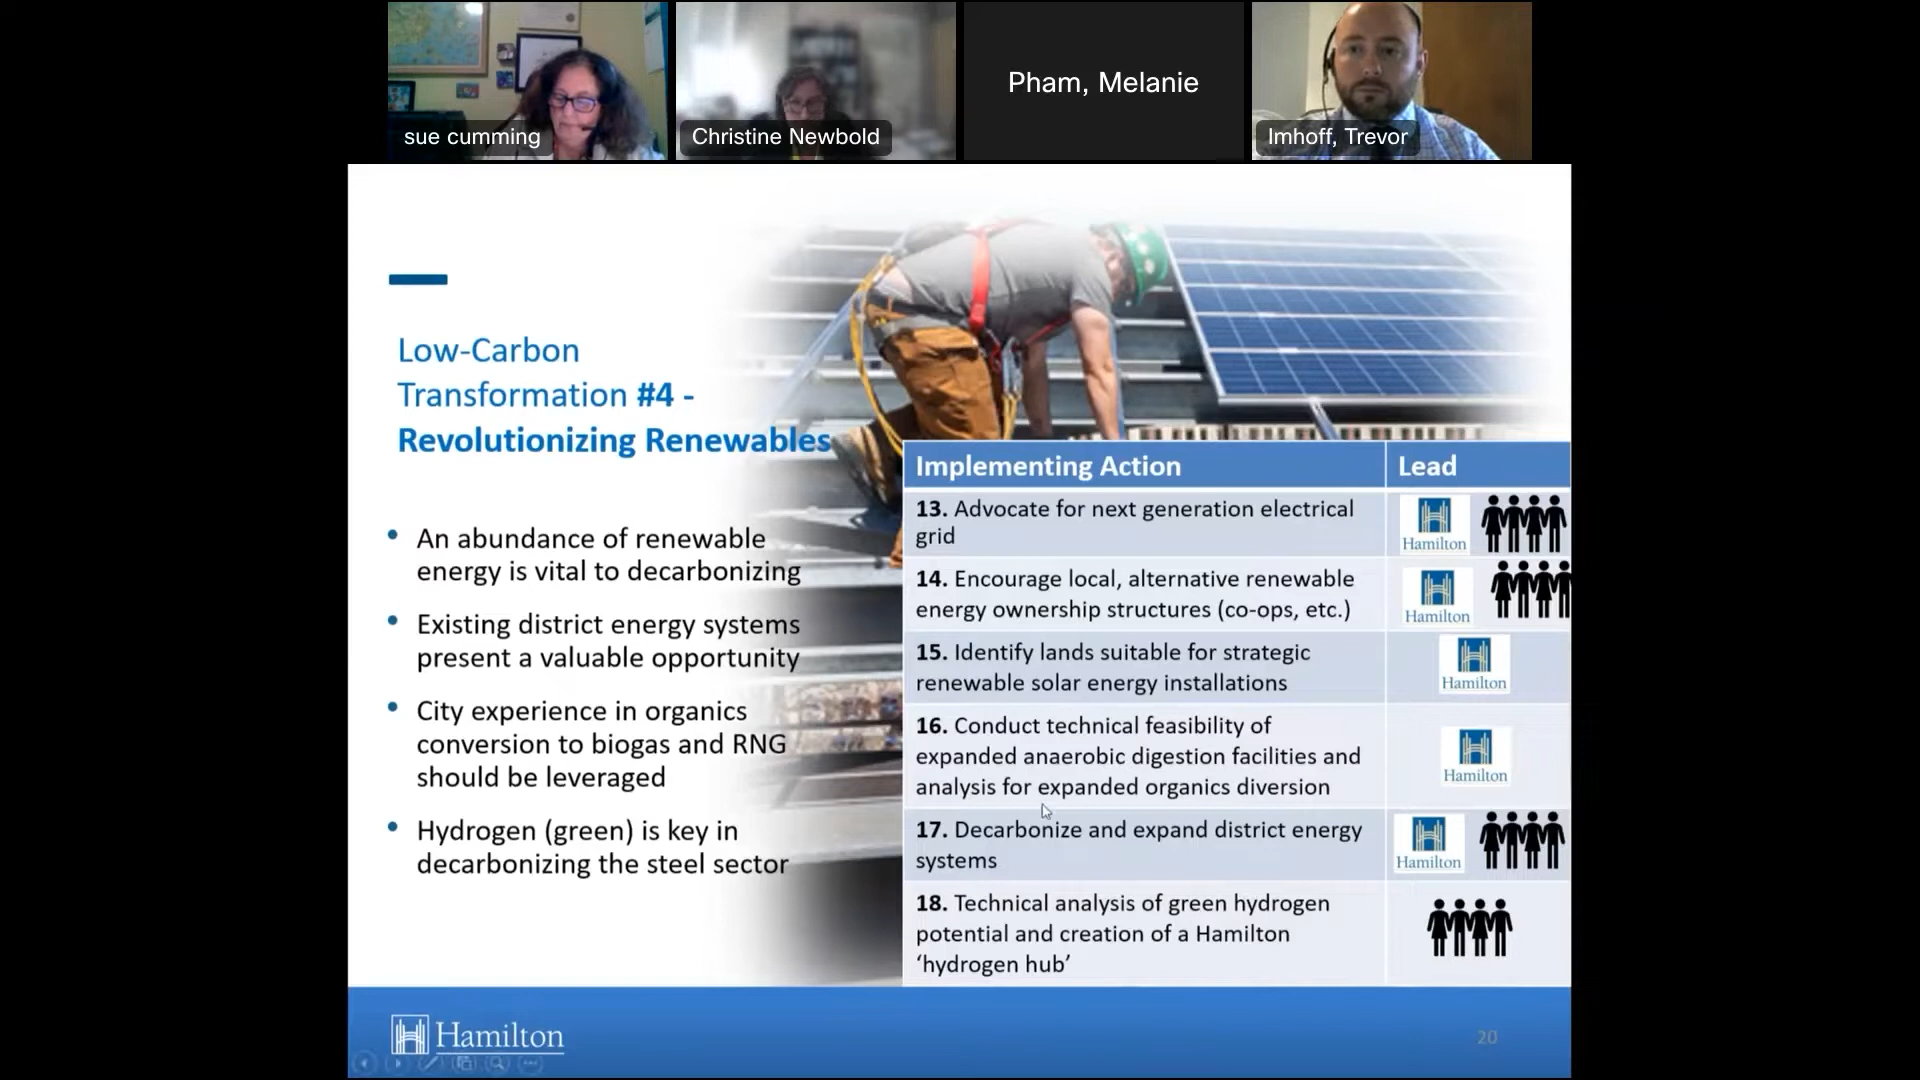 sue cumming
Christine Newbold
Pham, Melanie
Imhoff, Trevor
Low-Carbon
Transformation #4 -
Revolutionizing Renewables
• An abundance of renewable
energy is vital to decarbonizing
• Existing district energy systems
present a valuable opportunity
• City experience in organics
conversion to biogas and RNG
should be leveraged
• Hydrogen (green) is key in
decarbonizing the steel sector
Implementing Action
Lead
13. Advocate for next generation electrical
grid
Hamilton
14. Encourage local, alternative renewable
energy ownership structures (co-ops, etc.)
Hamilton
15. Identify lands suitable for strategic
renewable solar energy installations
Hamilton
16. Conduct technical feasibility of
expanded anaerobic digestion facilities and
analysis for expanded organics diversion
Hamilton
17. Decarbonize and expand district energy
systems
Hamilton
18. Technical analysis of green hydrogen
potential and creation of a Hamilton
‘hydrogen hub’
Hamilton
20